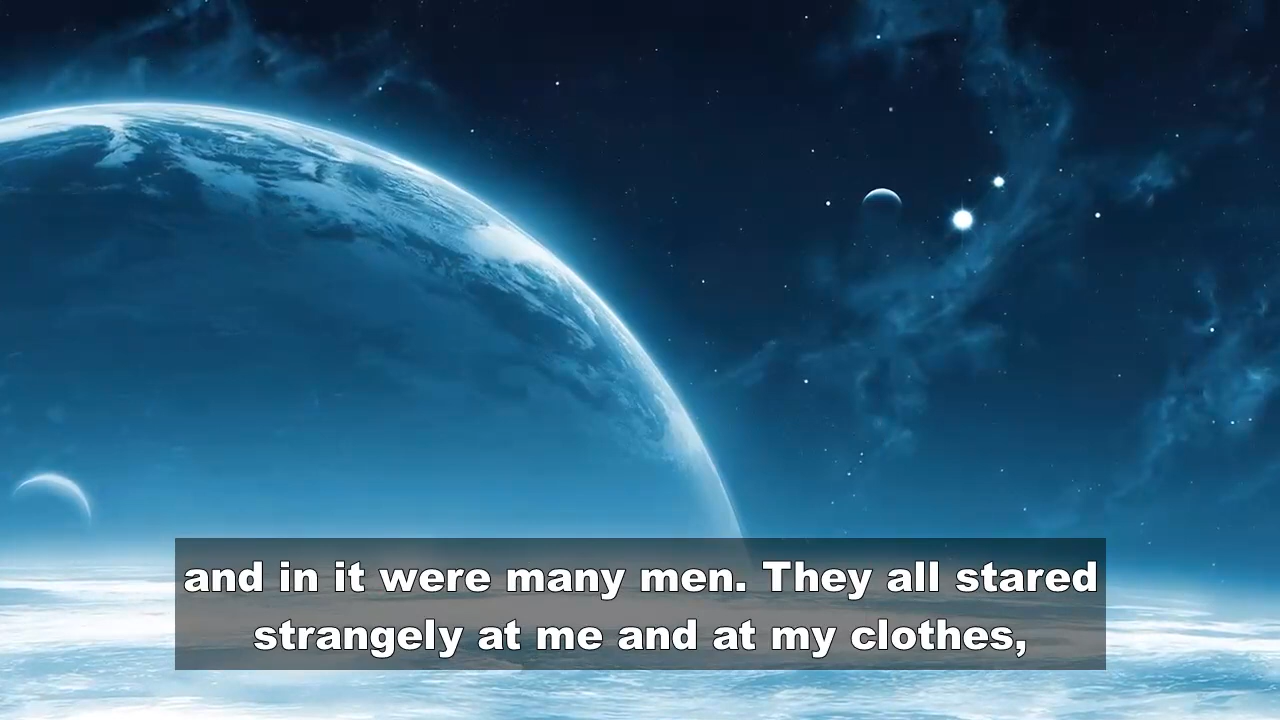 and in it were many men. They all stared
strangely at me and at my clothes,